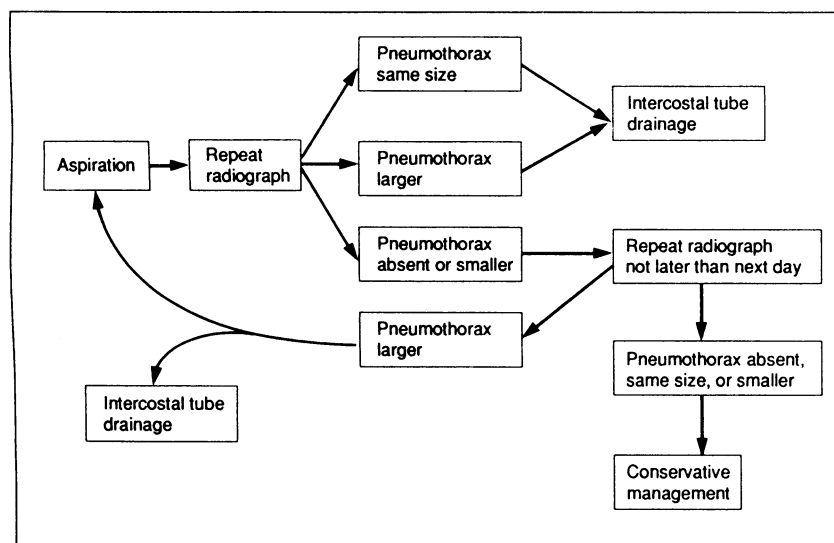 Pneumothorax
same size
Intercostal tube
drainage
Aspiration
Repeat
radiograph
Pneumothorax
larger
Pneumothorax
absent or smaller
Repeat radiograph
not later than next day
Pneumothorax
larger
Pneumothorax absent,
same size, or smaller
Intercostal tube
drainage
Conservative
management